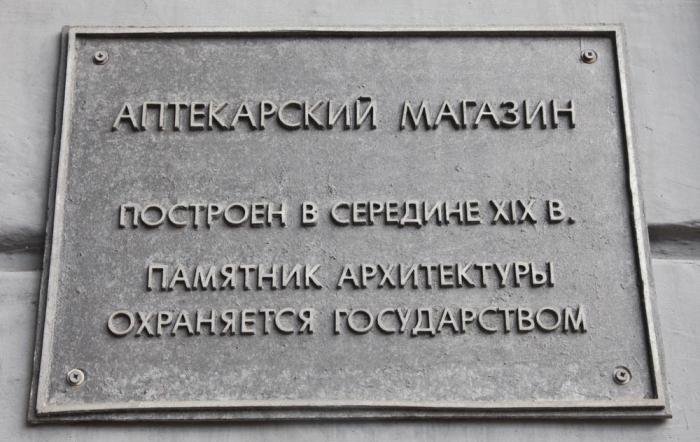 АПТЕКАРСКИЙ МАГАЗИН
ПОСТРОЕН В СЕРЕДИНЕ XIX В.
ПАМЯТНИК АРХИТЕКТУРЫ
ОХРАНЯЕТСЯ ГОСУДАРСТВОМ